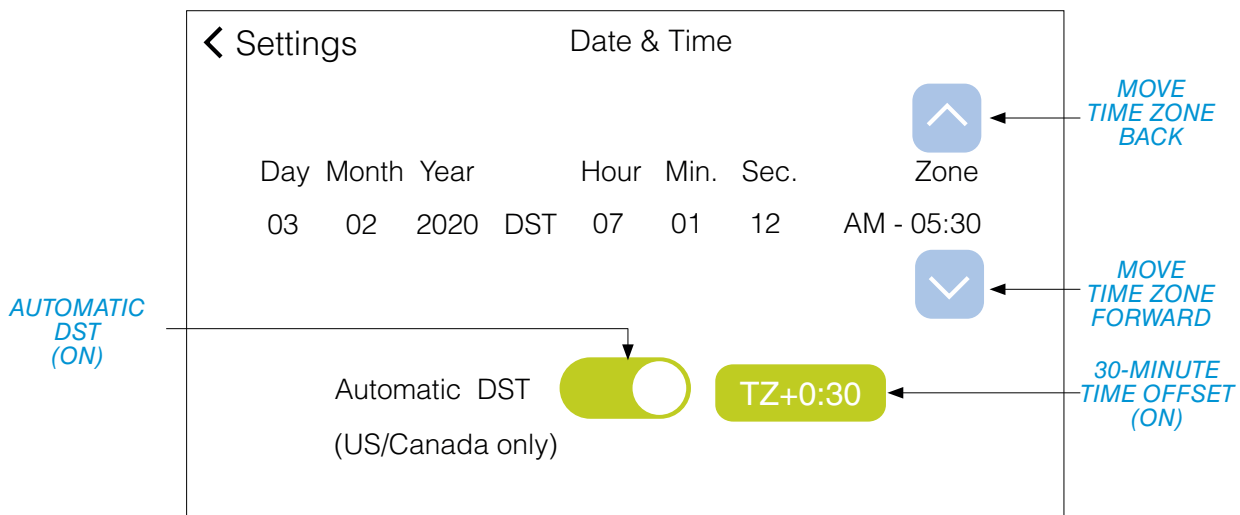 Settings
Date & Time
MOVE
TIME ZONE
BACK
Day Month Year Hour Min. Sec. Zone
03 02 2020 DST 07 01 12 AM - 05:30
MOVE
TIME ZONE
FORWARD
AUTOMATIC
DST
(ON)
Automatic DST
(US/Canada only)
TZ+0:30
30-MINUTE
TIME OFFSET
(ON)